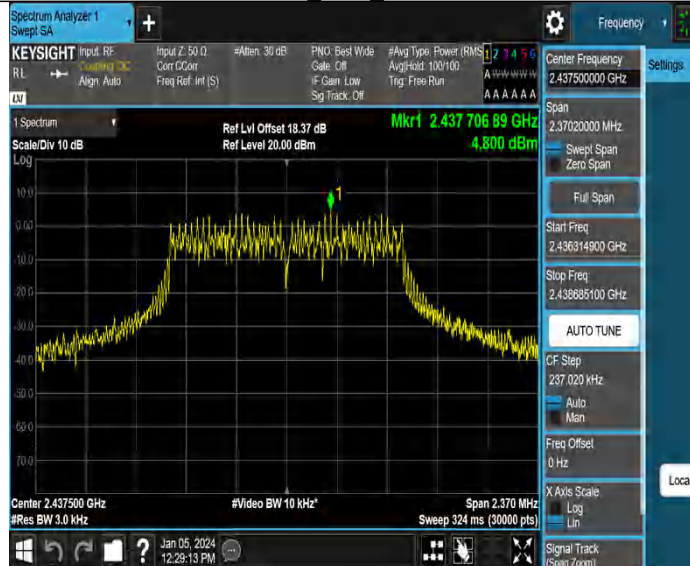 Spectrum Analyzer 1
Swept SA
+
Frequency
KEYSIGHT
RL
LXI
Input: RF
Coupling: DC
Align: Auto
Input Z: 50 Ω
Corr CCorr
Freq Ref: Int (S)
#Atten: 30 dB
PNO: Best Wide
Gate: Off
IF Gain: Low
Sig Track: Off
#Avg Type: Power (RMS
Avg|Hold: 100/100
Trig: Free Run
1 2 3 4 5 6
A W W W W W
A A A A A A
Center Frequency
2.437500000 GHz
Settings
Span
2.37020000 MHz
Swept Span
Zero Span
Full Span
Start Freq
2.436314900 GHz
Stop Freq
2.438685100 GHz
AUTO TUNE
CF Step
237.020 kHz
Auto
Man
Freq Offset
0 Hz
X Axis Scale
Log
Lin
Signal Track
(Span Zoom)
Loca
1 Spectrum
Scale/Div 10 dB
Ref Lvl Offset 18.37 dB
Ref Level 20.00 dBm
Mkr1 2.437 706 89 GHz
4.800 dBm
Log
1
10.0
0.00
-10.0
-20.0
-30.0
-40.0
-50.0
-60.0
-70.0
Center 2.437500 GHz
#Res BW 3.0 kHz
#Video BW 10 kHz*
Span 2.370 MHz
Sweep 324 ms (30000 pts)
?
Jan 05, 2024
12:29:13 PM